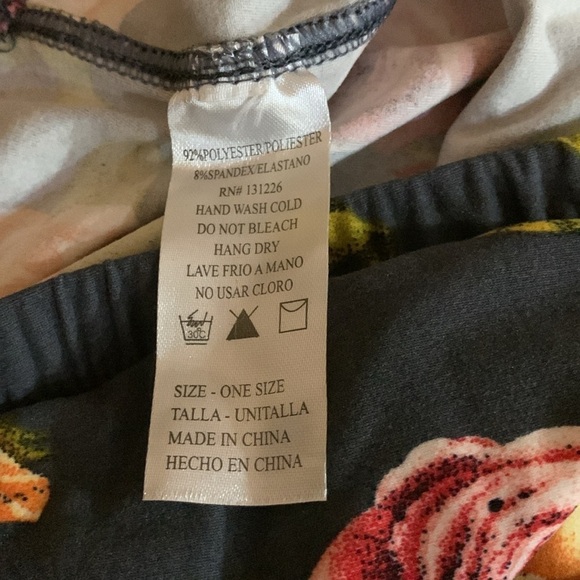 92%POLYESTER/POLIESTER
8%SPANDEX/ELASTANO
RN# 131226
HAND WASH COLD
DO NOT BLEACH
HANG DRY
LAVE FRIO A MANO
NO USAR CLORO
30C
SIZE - ONE SIZE
TALLA - UNITALLA
MADE IN CHINA
HECHO EN CHINA